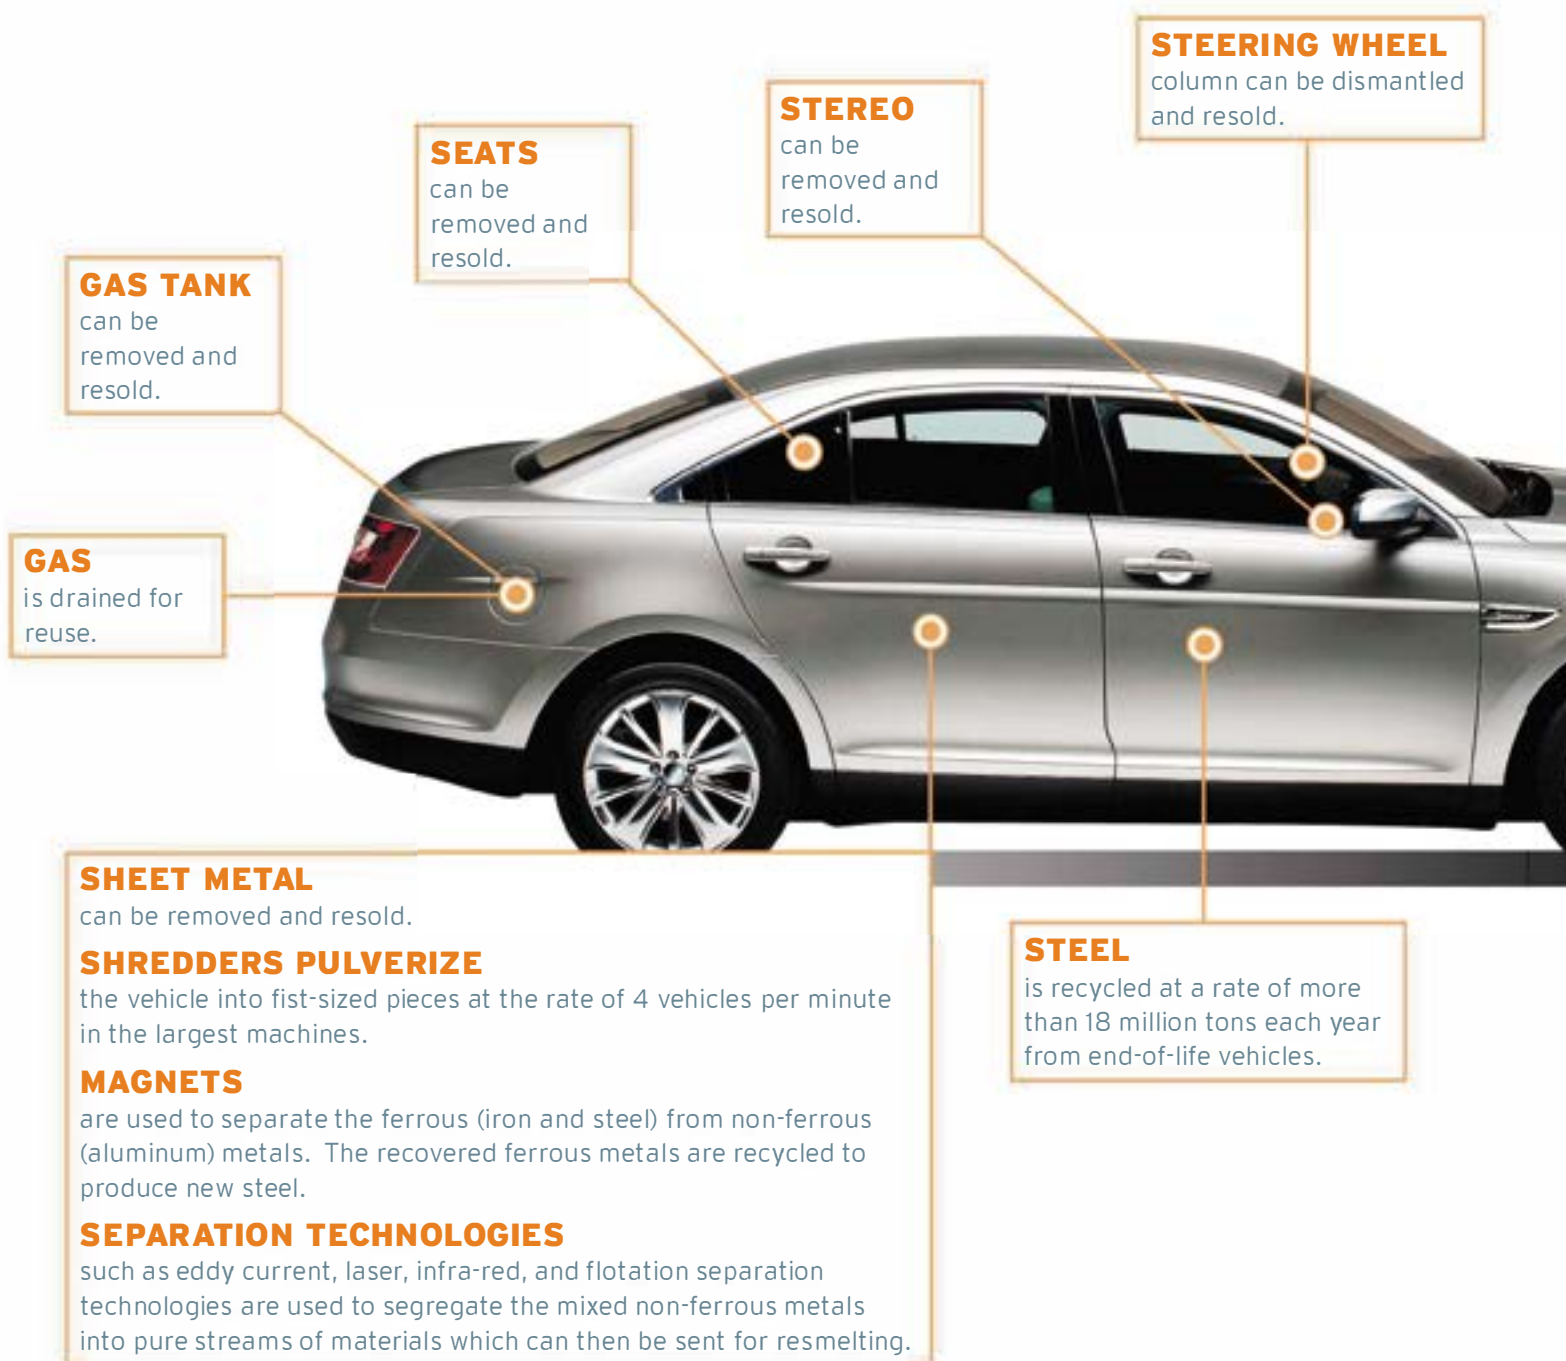 STEERING WHEEL
column can be dismantled
and resold.
STEREO
can be
removed and
resold.
SEATS
can be
removed and
resold.
GAS TANK
can be
removed and
resold.
GAS
is drained for
reuse.
SHEET METAL
can be removed and resold.
SHREDDERS PULVERIZE
the vehicle into fist-sized pieces at the rate of 4 vehicles per minute
in the largest machines.
MAGNETS
are used to separate the ferrous (iron and steel) from non-ferrous
(aluminum) metals.  The recovered ferrous metals are recycled to
produce new steel.
SEPARATION TECHNOLOGIES
such as eddy current, laser, infra-red, and flotation separation
technologies are used to segregate the mixed non-ferrous metals
into pure streams of materials which can then be sent for resmelting.
STEEL
is recycled at a rate of more
than 18 million tons each year
from end-of-life vehicles.